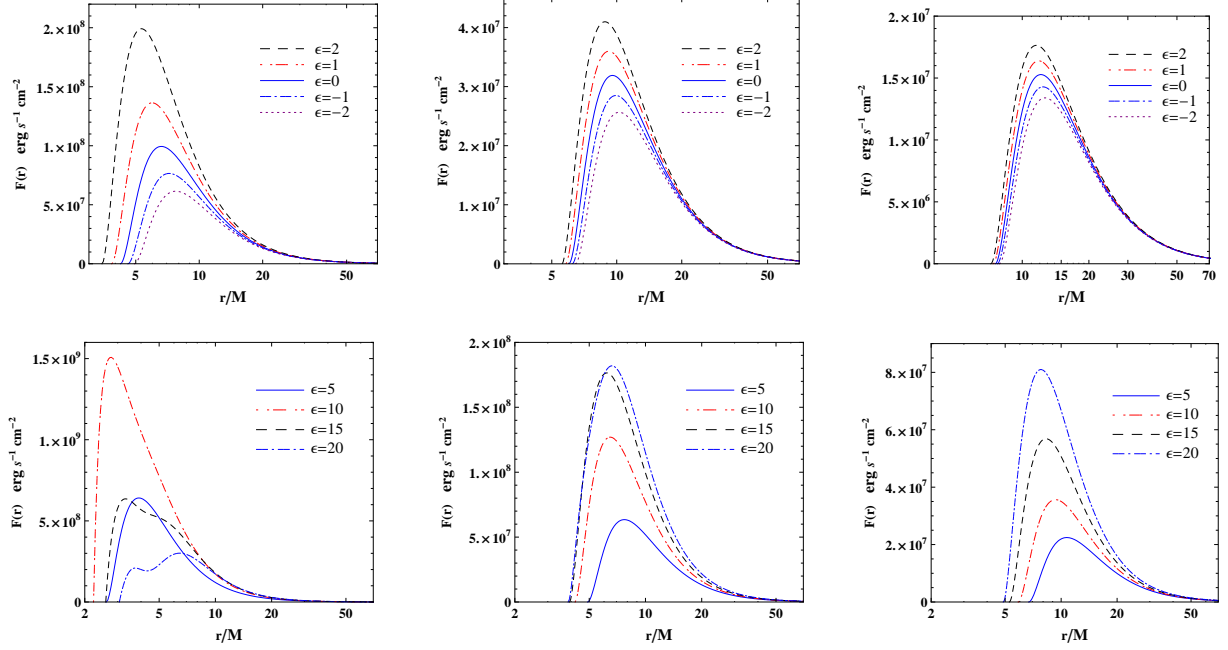 2.×10^8
1.5×10^8
1.×10^8
5.×10^7
0
F(r) erg s^−1 cm^−2
ϵ=2
ϵ=1
ϵ=0
ϵ=−1
ϵ=−2
5 10 20 50
r/M
4.×10^7
3.×10^7
2.×10^7
1.×10^7
0
F(r) erg s^−1 cm^−2
ϵ=2
ϵ=1
ϵ=0
ϵ=−1
ϵ=−2
5 10 20 50
r/M
2.×10^7
1.5×10^7
1.×10^7
5.×10^6
0
F(r) erg s^−1 cm^−2
ϵ=2
ϵ=1
ϵ=0
ϵ=−1
ϵ=−2
10 15 20 30 50 70
r/M
1.5×10^9
1.×10^9
5.×10^8
0
F(r) erg s^−1 cm^−2
ϵ=5
ϵ=10
ϵ=15
ϵ=20
2 5 10 20 50
r/M
2.×10^8
1.5×10^8
1.×10^8
5.×10^7
0
F(r) erg s^−1 cm^−2
ϵ=5
ϵ=10
ϵ=15
ϵ=20
2 5 10 20 50
r/M
8.×10^7
6.×10^7
4.×10^7
2.×10^7
0
F(r) erg s^−1 cm^−2
ϵ=5
ϵ=10
ϵ=15
ϵ=20
2 5 10 20 50
r/M